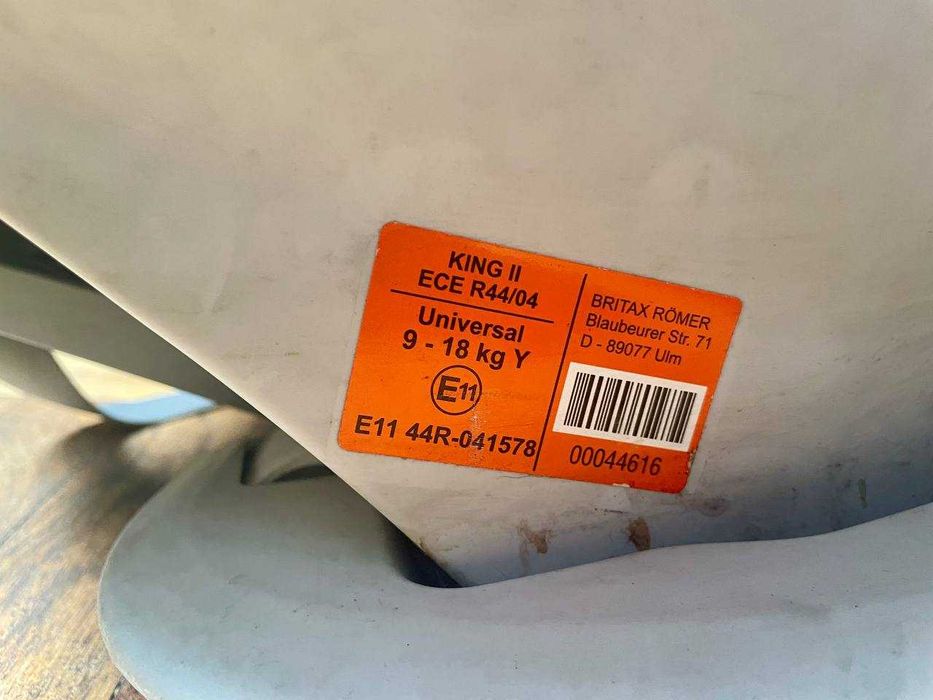 KING II
ECE R44/04
Universal
9 - 18 kg Y
E11
E11 44R-041578
BRITAX RÖMER
Blaubeurer Str. 71
D - 89077 Ulm
00044616